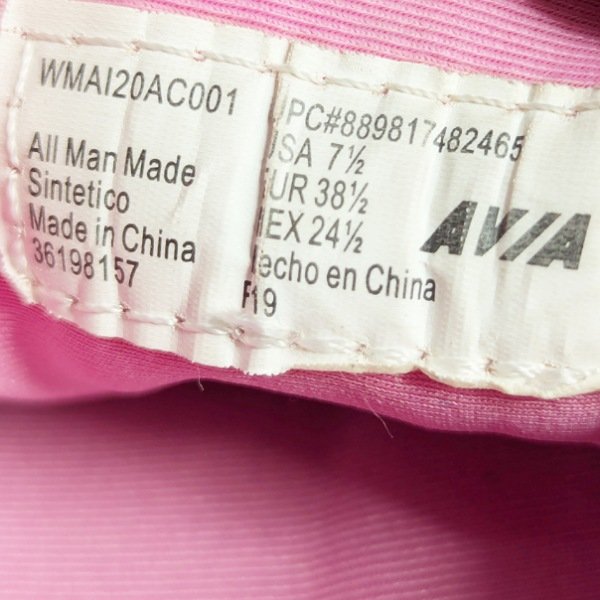 WMAI20AC001
All Man Made
Sintetico
Made in China
36198157
UPC#889817482465
USA 7½
EUR 38½
MEX 24½
Hecho en China
F19
AVIA